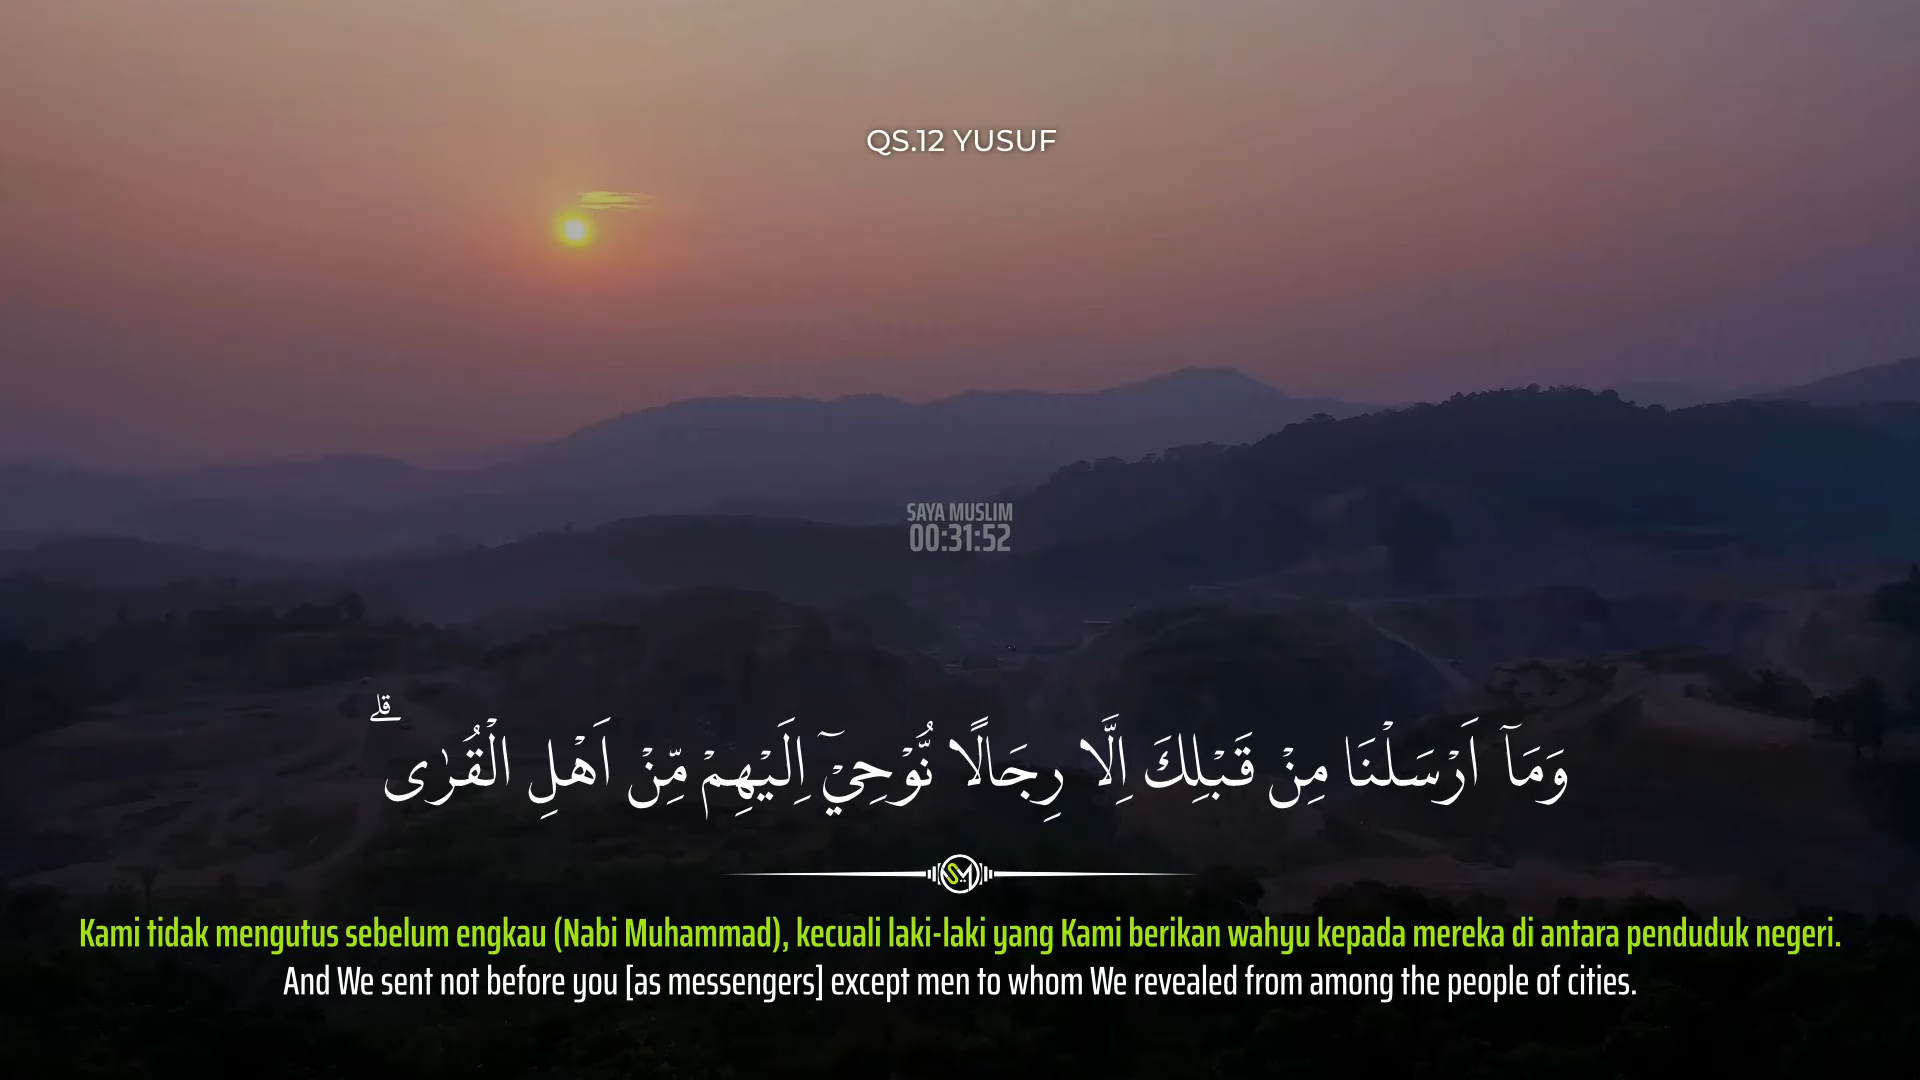 QS.12 YUSUF
SAYA MUSLIM
00:31:52
وَمَآ اَرْسَلْنَا مِنْ قَبْلِكَ اِلَّا رِجَالًا نُّوْحِيْٓ اِلَيْهِمْ مِّنْ اَهْلِ الْقُرٰىۗ
SM
Kami tidak mengutus sebelum engkau (Nabi Muhammad), kecuali laki-laki yang Kami berikan wahyu kepada mereka di antara penduduk negeri.
And We sent not before you [as messengers] except men to whom We revealed from among the people of cities.